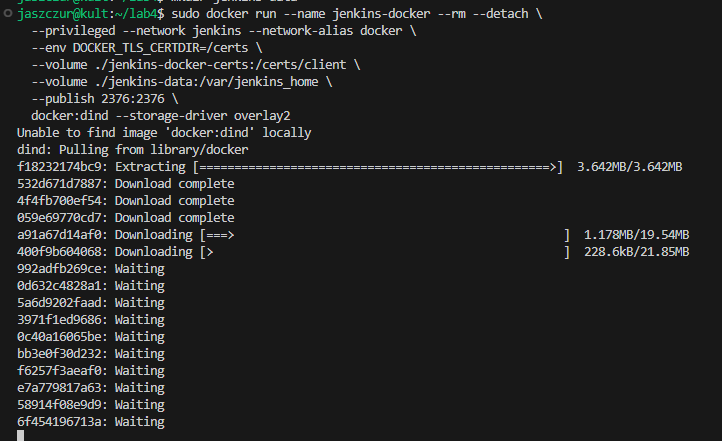 jaszczur@kult:~/lab4$ sudo docker run --name jenkins-docker --rm --detach \
  --privileged --network jenkins --network-alias docker \
  --env DOCKER_TLS_CERTDIR=/certs \
  --volume ./jenkins-docker-certs:/certs/client \
  --volume ./jenkins-data:/var/jenkins_home \
  --publish 2376:2376 \
  docker:dind --storage-driver overlay2
Unable to find image 'docker:dind' locally
dind: Pulling from library/docker
f18232174bc9: Extracting [==================================================>]  3.642MB/3.642MB
532d671d7887: Download complete
4f4fb700ef54: Download complete
059e69770cd7: Download complete
a91a67d14af0: Downloading [===>                                               ]  1.178MB/19.54MB
400f9b604068: Downloading [>                                                  ]  228.6kB/21.85MB
992adfb269ce: Waiting
0d632c4828a1: Waiting
5a6d9202faad: Waiting
3971f1ed9686: Waiting
0c40a16065be: Waiting
bb3e0f30d232: Waiting
f6257f3aeaf0: Waiting
e7a779817a63: Waiting
58914f08e9d9: Waiting
6f454196713a: Waiting